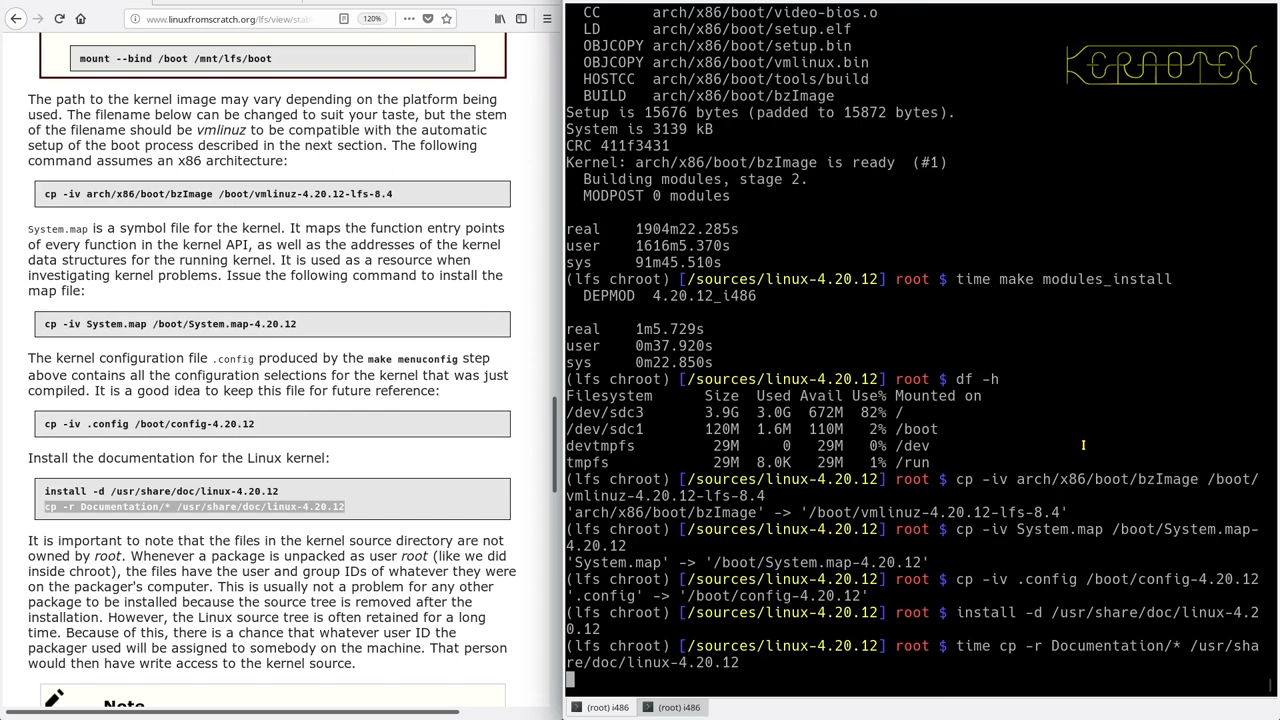 www.linuxfromscratch.org/lfs/view/stab
120%
mount --bind /boot /mnt/lfs/boot
The path to the kernel image may vary depending on the platform being
used. The filename below can be changed to suit your taste, but the stem
of the filename should be vmlinuz to be compatible with the automatic
setup of the boot process described in the next section. The following
command assumes an x86 architecture:
cp -iv arch/x86/boot/bzImage /boot/vmlinuz-4.20.12-lfs-8.4
System.map is a symbol file for the kernel. It maps the function entry points
of every function in the kernel API, as well as the addresses of the kernel
data structures for the running kernel. It is used as a resource when
investigating kernel problems. Issue the following command to install the
map file:
cp -iv System.map /boot/System.map-4.20.12
The kernel configuration file .config produced by the make menuconfig step
above contains all the configuration selections for the kernel that was just
compiled. It is a good idea to keep this file for future reference:
cp -iv .config /boot/config-4.20.12
Install the documentation for the Linux kernel:
install -d /usr/share/doc/linux-4.20.12
cp -r Documentation/* /usr/share/doc/linux-4.20.12
It is important to note that the files in the kernel source directory are not
owned by root. Whenever a package is unpacked as user root (like we did
inside chroot), the files have the user and group IDs of whatever they were
on the packager's computer. This is usually not a problem for any other
package to be installed because the source tree is removed after the
installation. However, the Linux source tree is often retained for a long
time. Because of this, there is a chance that whatever user ID the
packager used will be assigned to somebody on the machine. That person
would then have write access to the kernel source.
Note
CC      arch/x86/boot/video-bios.o
LD      arch/x86/boot/setup.elf
OBJCOPY arch/x86/boot/setup.bin
OBJCOPY arch/x86/boot/vmlinux.bin
HOSTCC  arch/x86/boot/tools/build
BUILD   arch/x86/boot/bzImage
Setup is 15676 bytes (padded to 15872 bytes).
System is 3139 kB
CRC 411f3431
Kernel: arch/x86/boot/bzImage is ready  (#1)
Building modules, stage 2.
MODPOST 0 modules
real    1904m22.285s
user    1616m5.370s
sys     91m45.510s
(lfs chroot) [/sources/linux-4.20.12] root $ time make modules_install
DEPMOD  4.20.12_i486
real    1m5.729s
user    0m37.920s
sys     0m22.850s
(lfs chroot) [/sources/linux-4.20.12] root $ df -h
Filesystem      Size  Used Avail Use% Mounted on
/dev/sdc3       3.9G  3.0G  672M  82% /
/dev/sdc1       120M  1.6M  110M   2% /boot
devtmpfs         29M     0   29M   0% /dev
tmpfs            29M  8.0K   29M   1% /run
(lfs chroot) [/sources/linux-4.20.12] root $ cp -iv arch/x86/boot/bzImage /boot/
vmlinuz-4.20.12-lfs-8.4
'arch/x86/boot/bzImage' -> '/boot/vmlinuz-4.20.12-lfs-8.4'
(lfs chroot) [/sources/linux-4.20.12] root $ cp -iv System.map /boot/System.map-
4.20.12
'System.map' -> '/boot/System.map-4.20.12'
(lfs chroot) [/sources/linux-4.20.12] root $ cp -iv .config /boot/config-4.20.12
'.config' -> '/boot/config-4.20.12'
(lfs chroot) [/sources/linux-4.20.12] root $ install -d /usr/share/doc/linux-4.2
0.12
(lfs chroot) [/sources/linux-4.20.12] root $ time cp -r Documentation/* /usr/sha
re/doc/linux-4.20.12
KERAOTEX
(root) i486
(root) i486